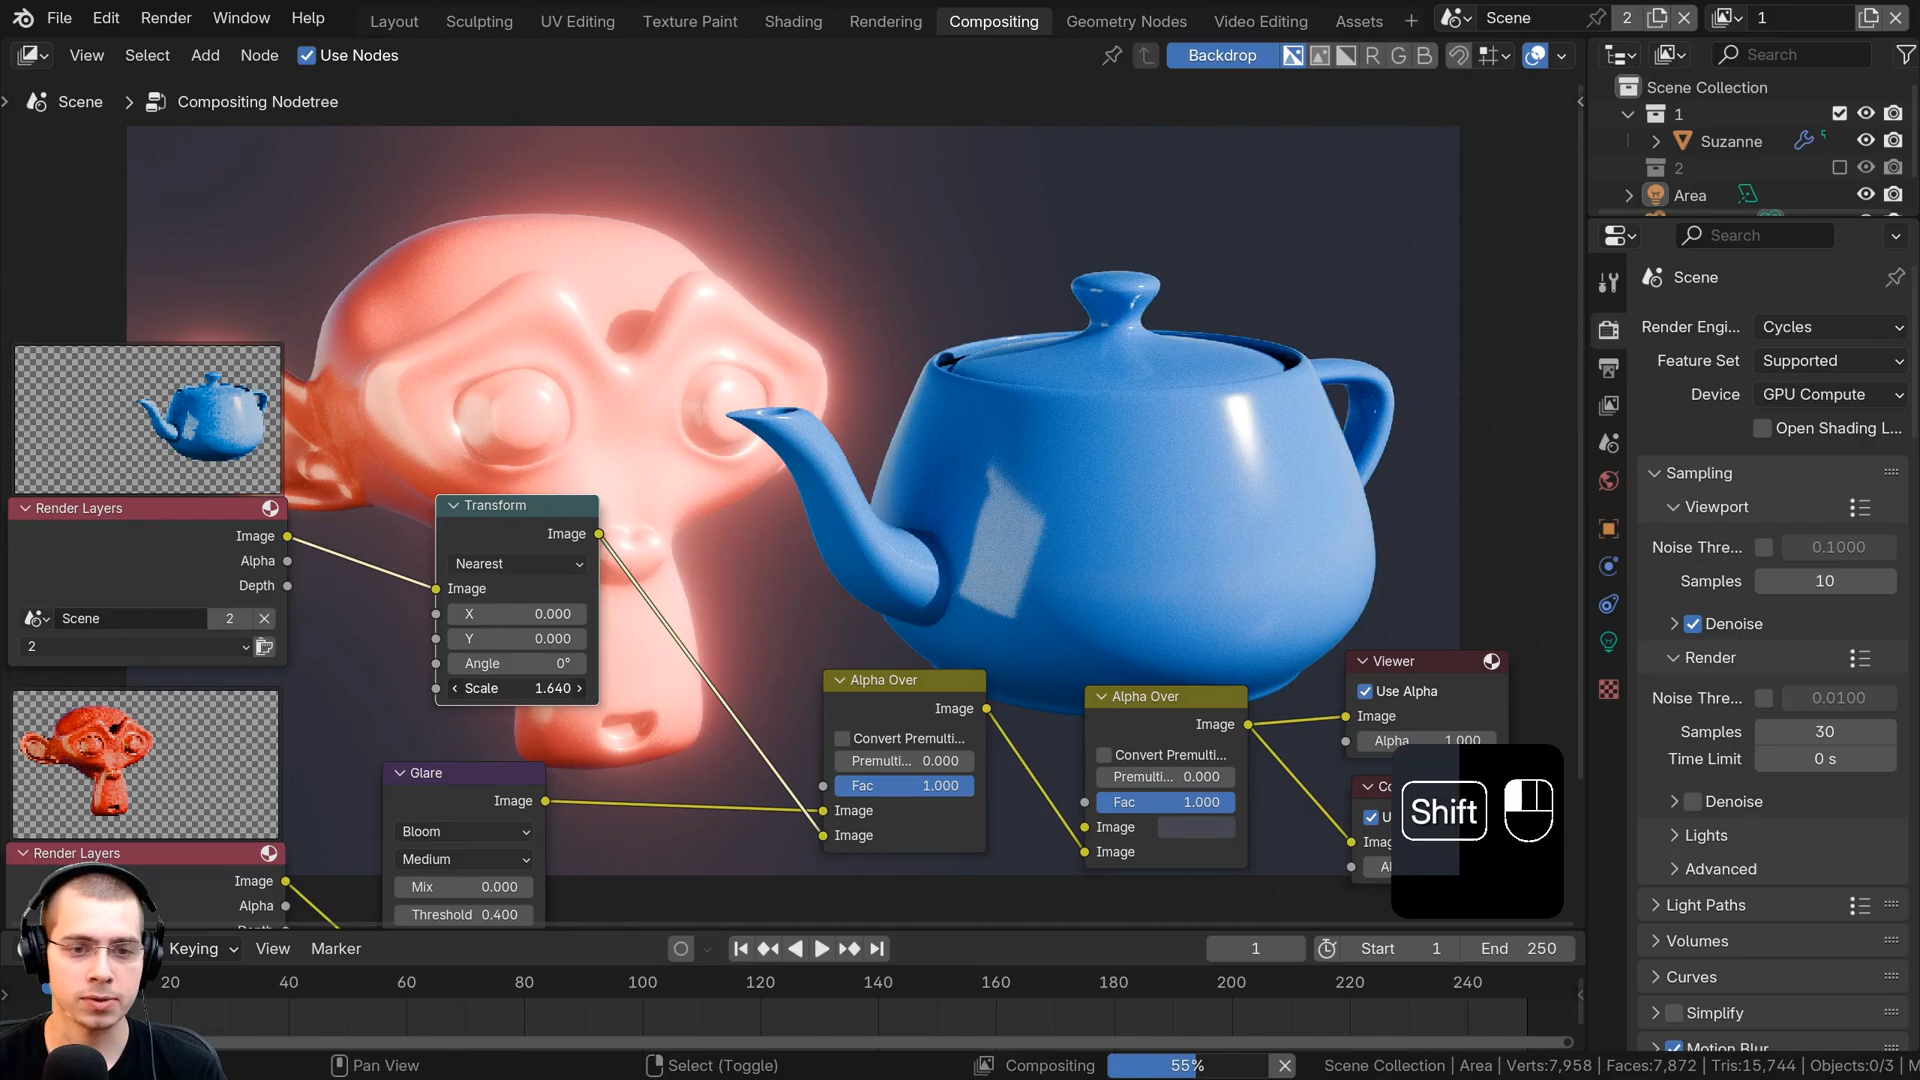 File Edit Render Window Help
Layout Sculpting UV Editing Texture Paint Shading Rendering Compositing Geometry Nodes Video Editing Assets
Scene 2 1
View Select Add Node Use Nodes
Backdrop R G B
Search
Scene > Compositing Nodetree
Scene Collection
1
Suzanne
2
Area
Search
Scene
Render Engi... Cycles
Feature Set Supported
Device GPU Compute
Open Shading L...
Sampling
Viewport
Noise Thre... 0.1000
Samples 10
Denoise
Render
Noise Thre... 0.0100
Samples 30
Time Limit 0 s
Denoise
Lights
Advanced
Light Paths
Volumes
Curves
Simplify
Motion Blur
Render Layers
Image
Alpha
Depth
Scene 2
2
Render Layers
Image
Alpha
Transform
Image
Nearest
Image
X 0.000
Y 0.000
Angle 0°
Scale 1.640
Glare
Image
Bloom
Medium
Mix 0.000
Threshold 0.400
Alpha Over
Image
Convert Premulti...
Premulti... 0.000
Fac 1.000
Image
Image
Alpha Over
Image
Convert Premulti...
Premulti... 0.000
Fac 1.000
Image
Image
Viewer
Use Alpha
Image
Alpha 1.000
Shift
Keying View Marker
1 Start 1 End 250
20 40 60 80 100 120 140 160 180 200 220 240
Pan View Select (Toggle) Compositing 55% Scene Collection | Area | Verts:7,958 | Faces:7,872 | Tris:15,744 | Objects:0/3 |